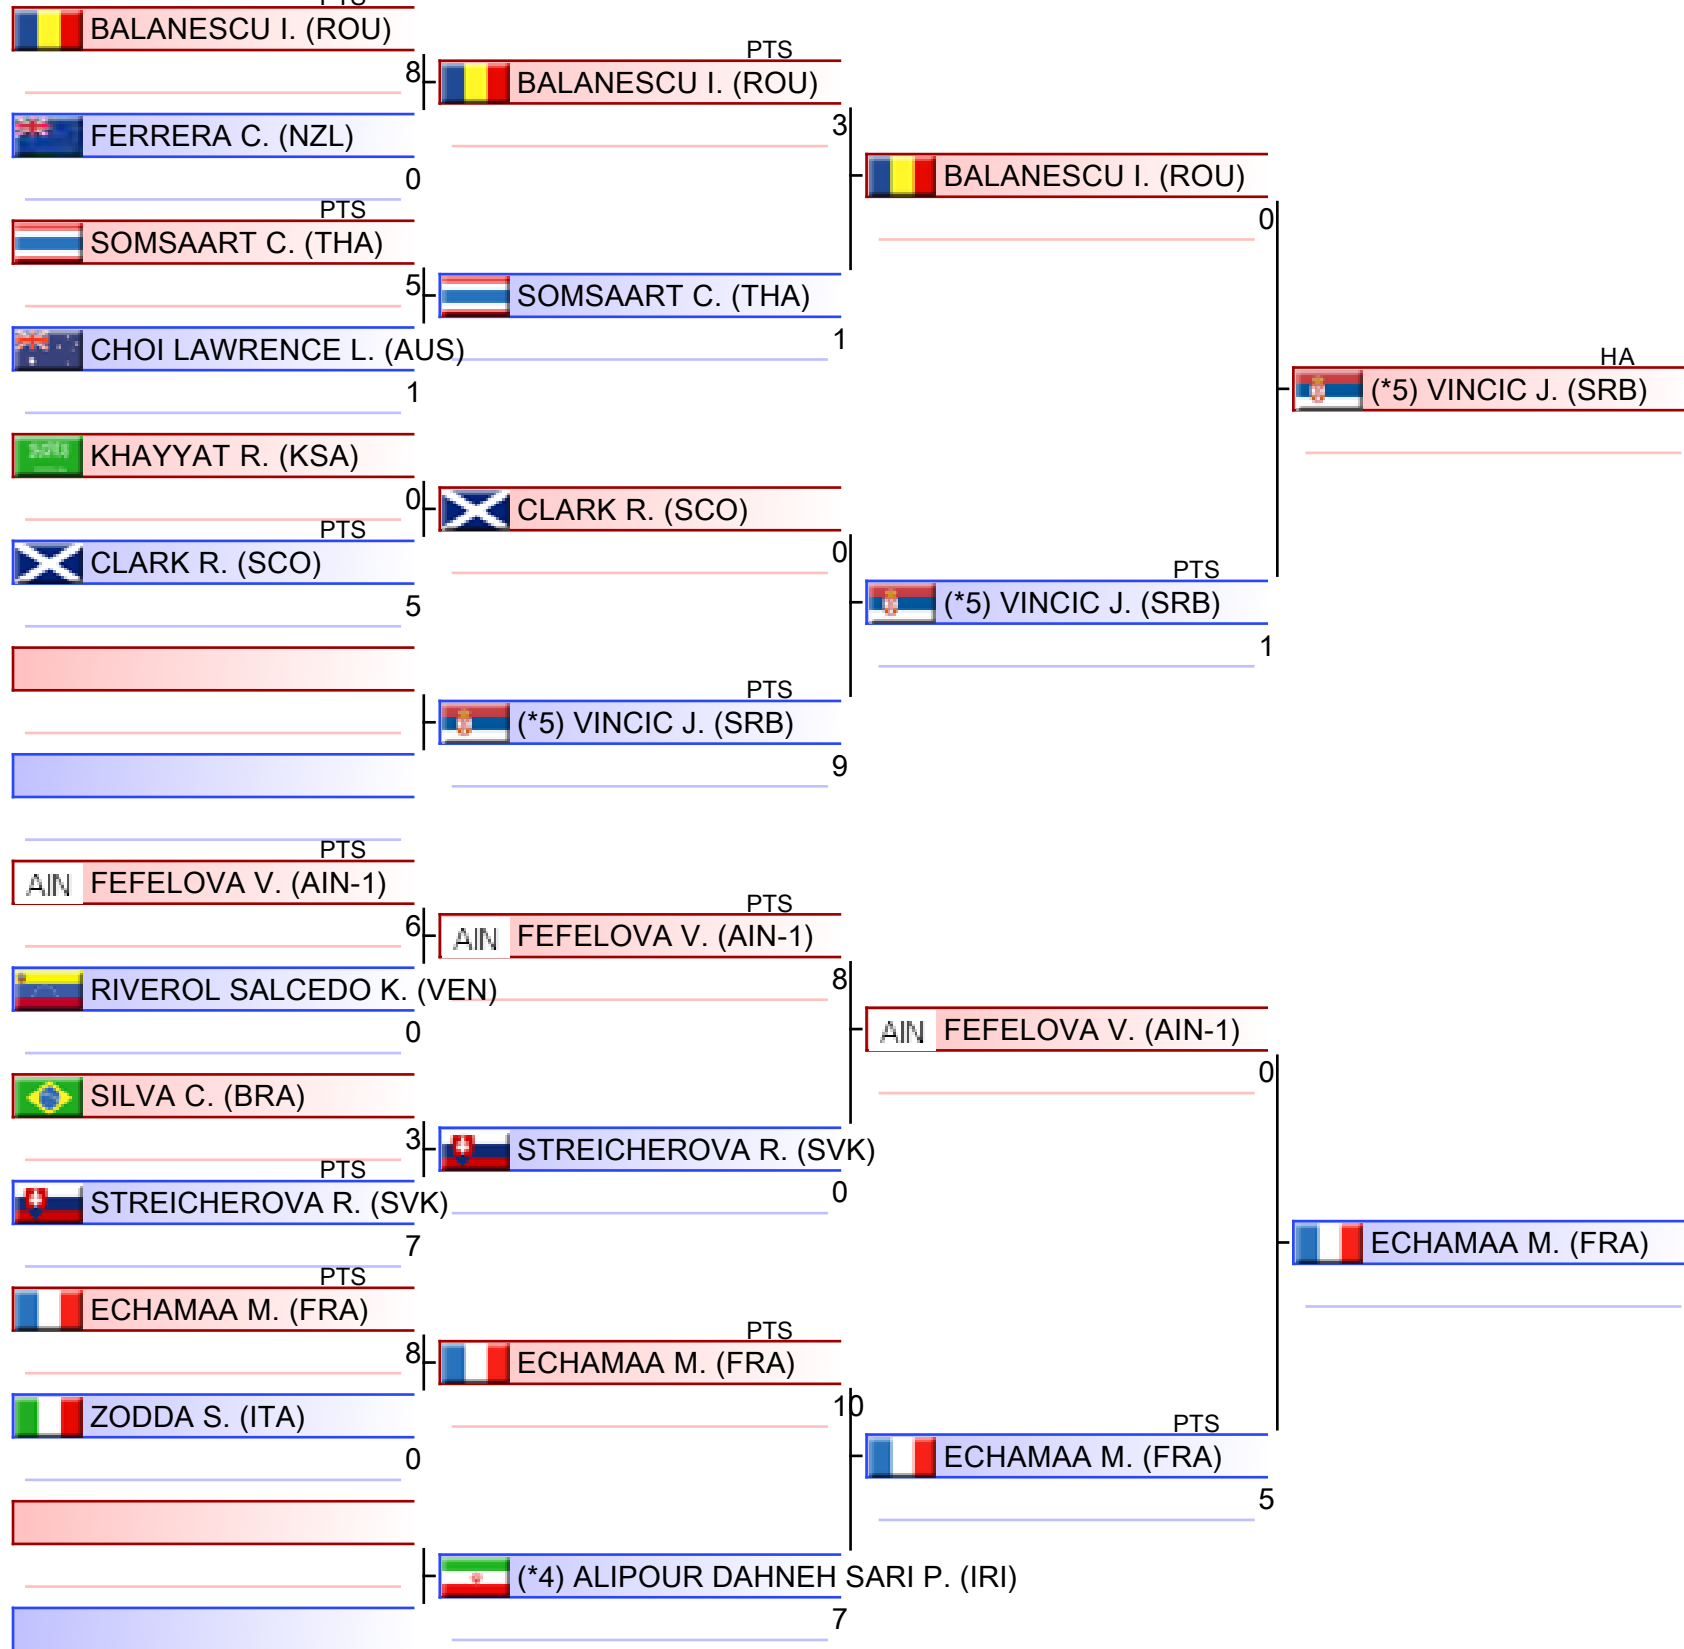 PTS
BALANESCU I. (ROU)
8
FERRERA C. (NZL)
0
PTS
SOMSAART C. (THA)
5
CHOI LAWRENCE L. (AUS)
1
KHAYYAT R. (KSA)
0
PTS
CLARK R. (SCO)
5
PTS
FEFELOVA V. (AIN-1)
AIN
6
RIVEROL SALCEDO K. (VEN)
0
SILVA C. (BRA)
3
PTS
STREICHEROVA R. (SVK)
7
PTS
ECHAMAA M. (FRA)
8
ZODDA S. (ITA)
0
PTS
BALANESCU I. (ROU)
3
SOMSAART C. (THA)
1
CLARK R. (SCO)
0
PTS
(*5) VINCIC J. (SRB)
9
PTS
AIN
FEFELOVA V. (AIN-1)
8
STREICHEROVA R. (SVK)
0
PTS
ECHAMAA M. (FRA)
10
(*4) ALIPOUR DAHNEH SARI P. (IRI)
7
BALANESCU I. (ROU)
0
PTS
(*5) VINCIC J. (SRB)
1
AIN
FEFELOVA V. (AIN-1)
0
PTS
ECHAMAA M. (FRA)
5
HA
(*5) VINCIC J. (SRB)
ECHAMAA M. (FRA)